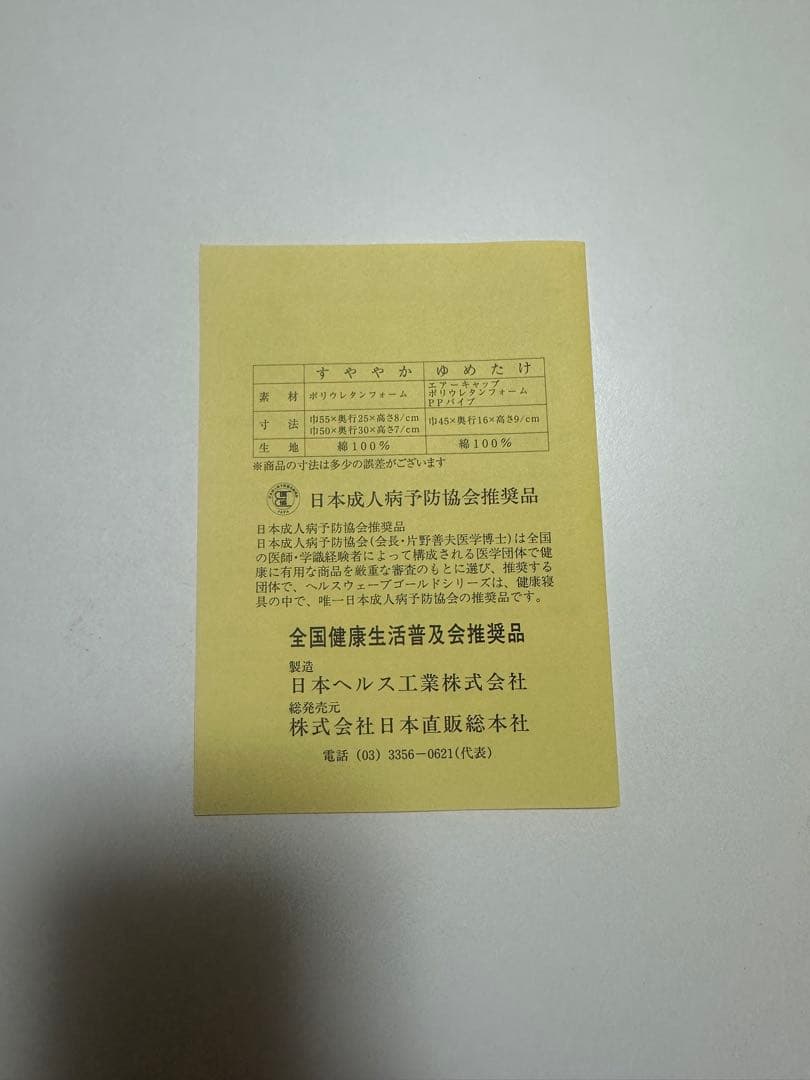 すややか ゆめたけ
素材 ポリウレタンフォーム エアーキャップ
ポリウレタンフォーム
PPパイプ
寸法 巾55×奥行25×高さ8/cm 巾45×奥行16×高さ9/cm
巾50×奥行30×高さ7/cm
生地 綿100% 綿100%
※商品の寸法は多少の誤差がございます
日本成人病予防協会推奨品
日本成人病予防協会推奨品
日本成人病予防協会(会長・片野善夫医学博士)は全国
の医師・学識経験者によって構成される医学団体で健
康に有用な商品を厳重な審査のもとに選び、推奨する
団体で、ヘルスウェーブゴールドシリーズは、健康寝
具の中で、唯一日本成人病予防協会の推奨品です。
全国健康生活普及会推奨品
製造
日本ヘルス工業株式会社
総発売元
株式会社日本直販総本社
電話 (03) 3356－0621(代表)